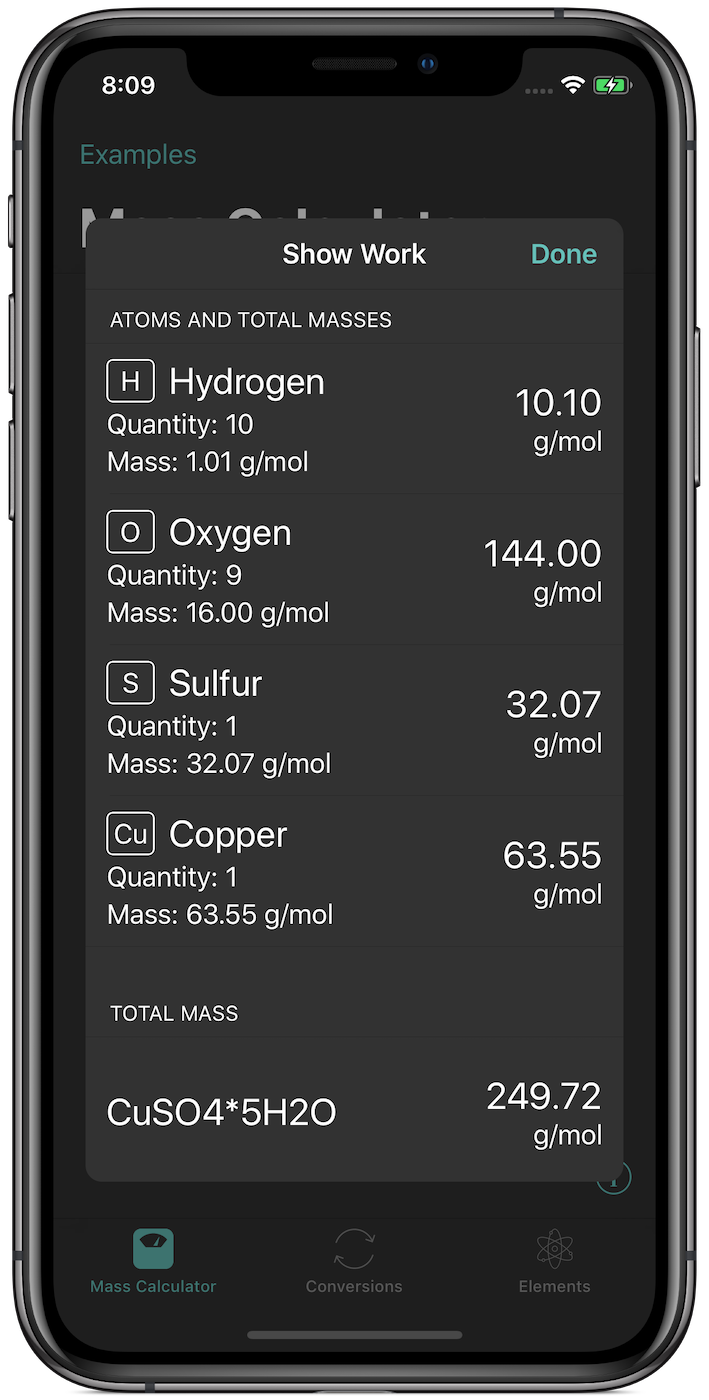 8:09
Examples
Show Work
Done
ATOMS AND TOTAL MASSES
H Hydrogen
Quantity: 10
Mass: 1.01 g/mol
10.10
g/mol
O Oxygen
Quantity: 9
Mass: 16.00 g/mol
144.00
g/mol
S Sulfur
Quantity: 1
Mass: 32.07 g/mol
32.07
g/mol
Cu Copper
Quantity: 1
Mass: 63.55 g/mol
63.55
g/mol
TOTAL MASS
CuSO4*5H2O
249.72
g/mol
Mass Calculator
Conversions
Elements